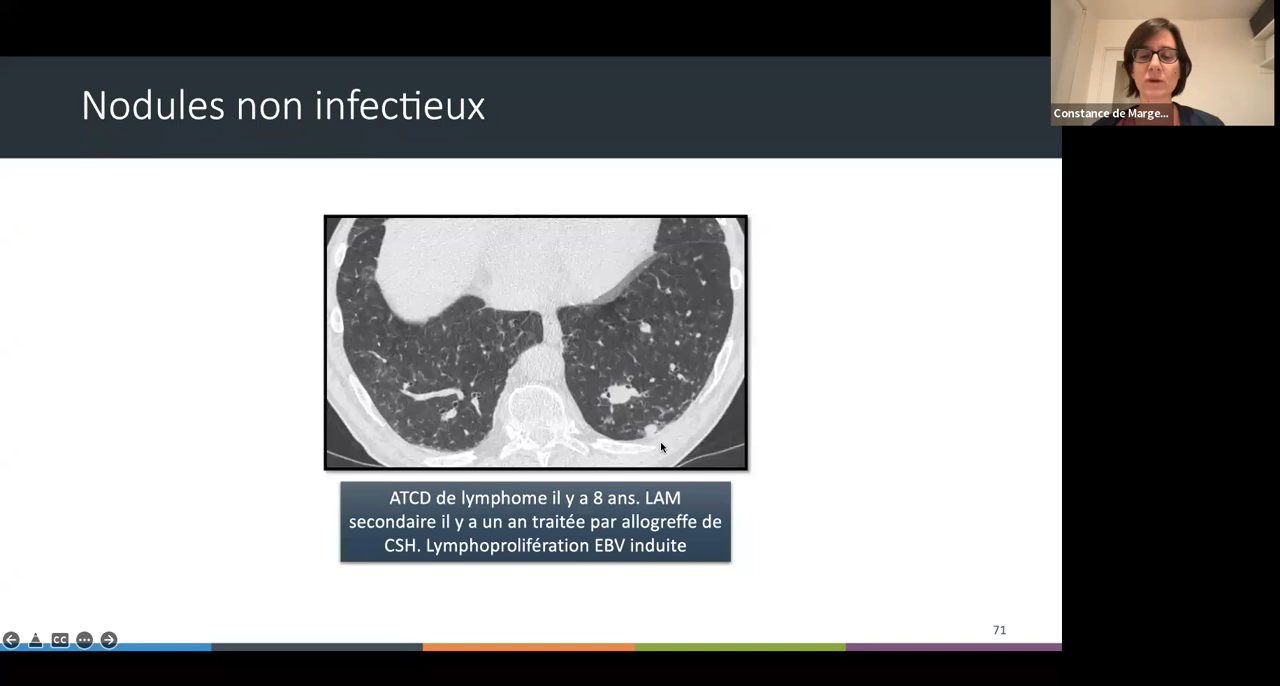 Nodules non infectieux
Constance de Marge...
ATCD de lymphome il y a 8 ans. LAM
secondaire il y a un an traitée par allogreffe de
CSH. Lymphoprolifération EBV induite
71
CC